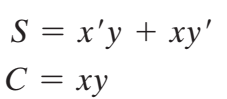 S = x'y + xy'
C = xy